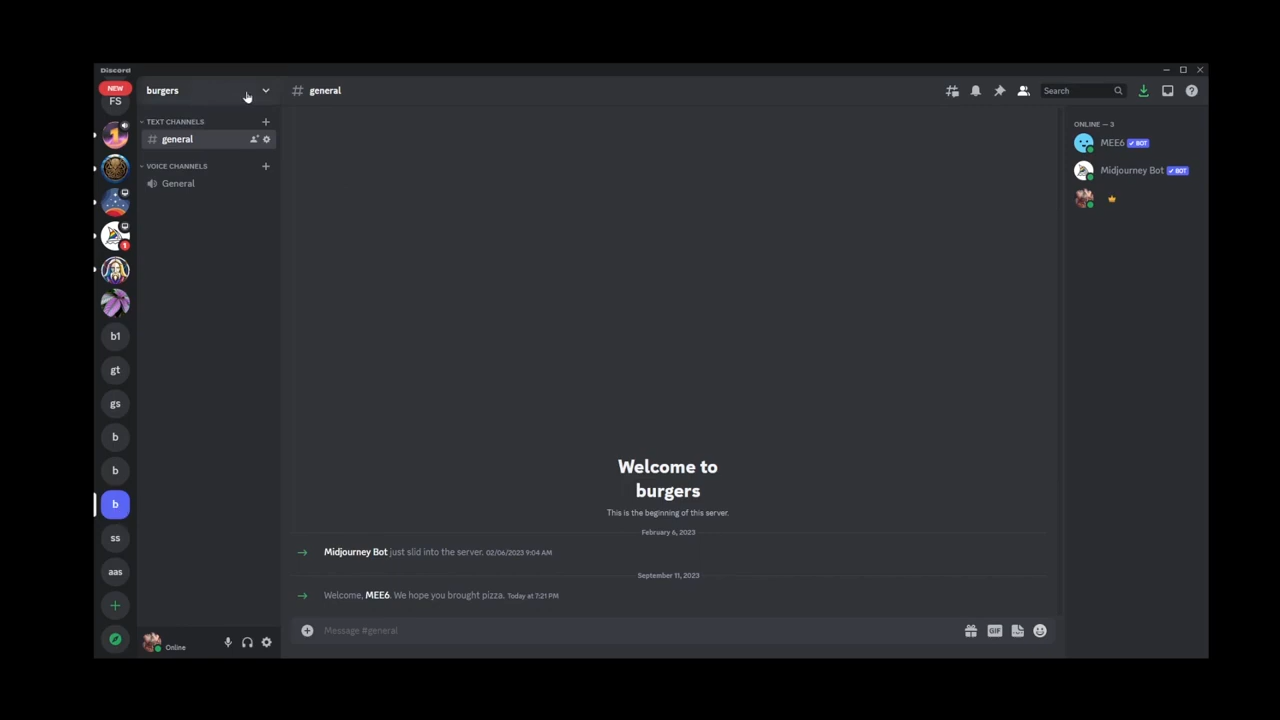 Discord
NEW
FS
burgers
general
Search
TEXT CHANNELS
general
VOICE CHANNELS
General
b1
gt
gs
b
b
b
ss
aas
Online
Welcome to
burgers
This is the beginning of this server.
February 6, 2023
Midjourney Bot just slid into the server. 02/06/2023 9:04 AM
September 11, 2023
Welcome, MEE6. We hope you brought pizza. Today at 7:21 PM
Message #general
GIF
ONLINE — 3
MEE6 ✓ BOT
Midjourney Bot ✓ BOT